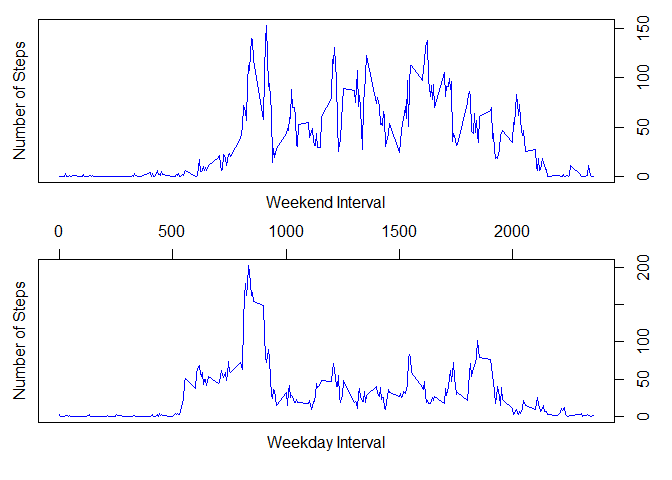 Number of Steps
0 50 100 150
Weekend Interval
0 500 1000 1500 2000
Number of Steps
0 50 100 200
Weekday Interval